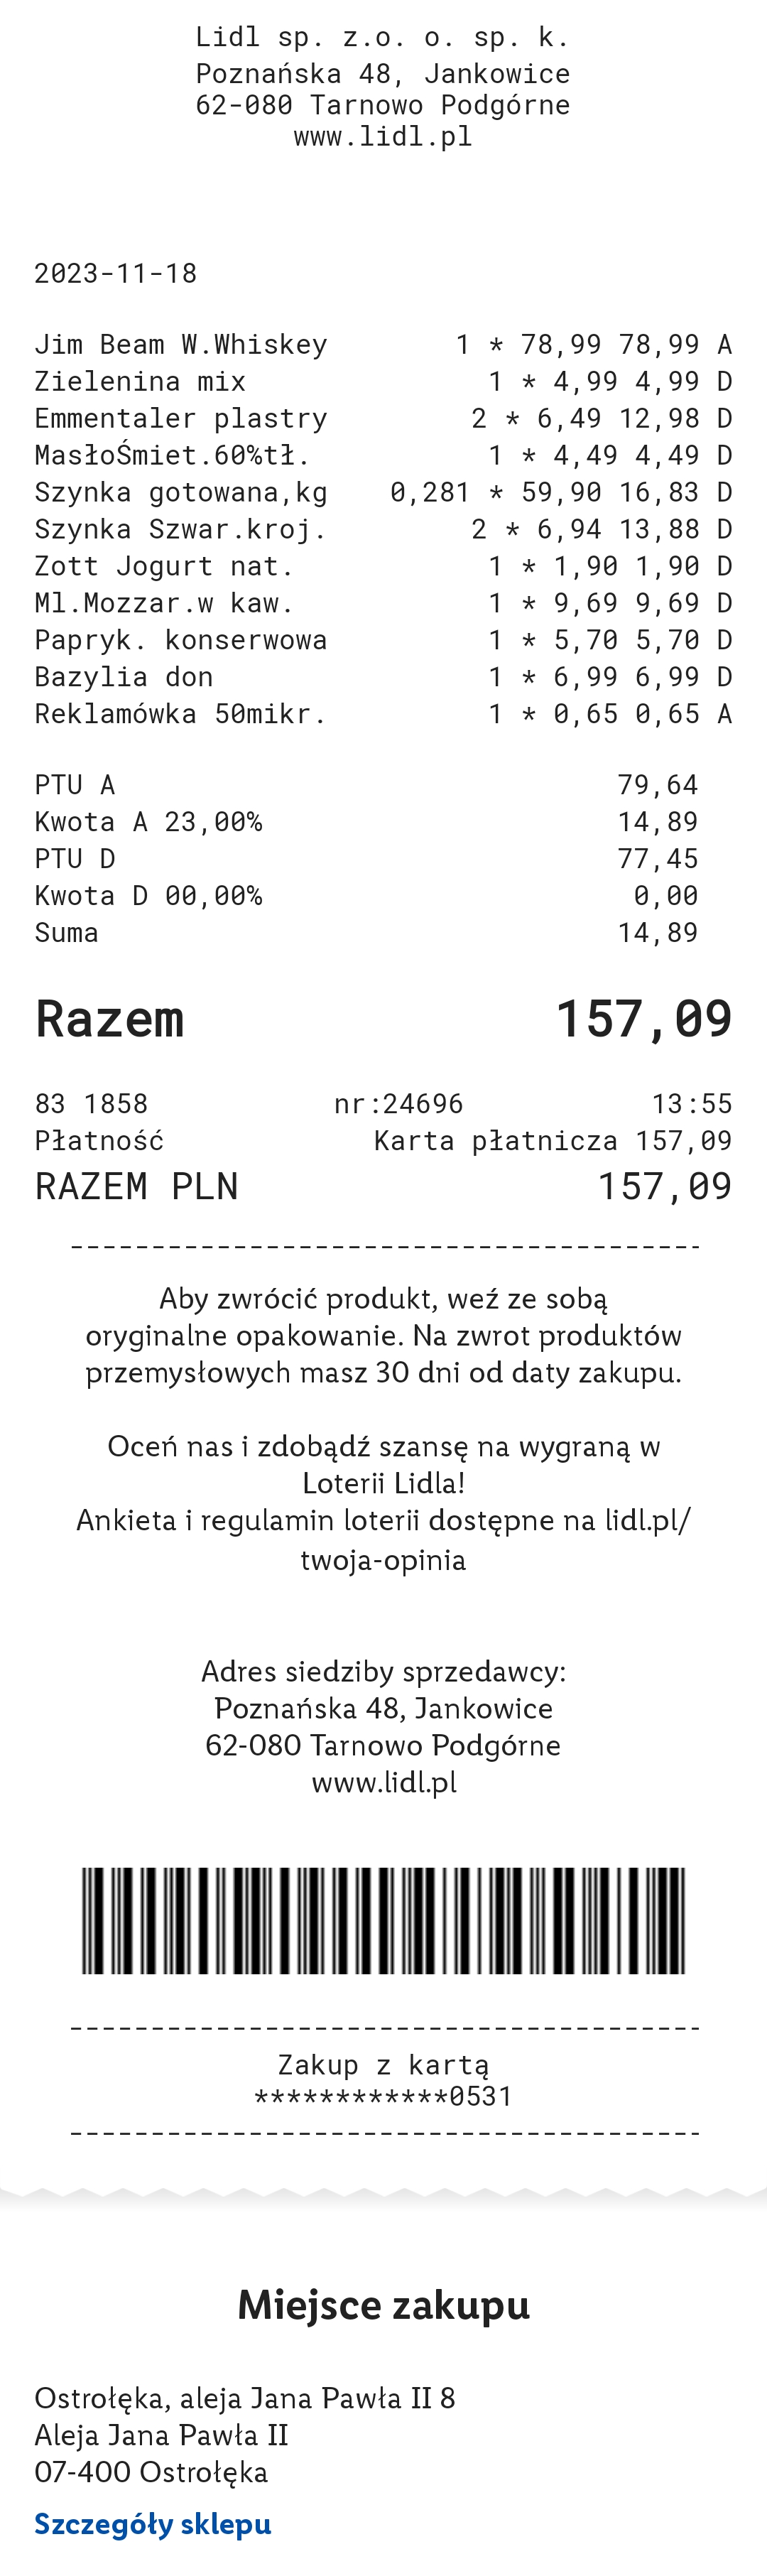 Lidl sp. z.o. o. sp. k.
Poznańska 48, Jankowice
62-080 Tarnowo Podgórne
www.lidl.pl
2023-11-18
Jim Beam W.Whiskey 1 * 78,99 78,99 A
Zielenina mix 1 * 4,99 4,99 D
Emmentaler plastry 2 * 6,49 12,98 D
MasłoŚmiet.60%tł. 1 * 4,49 4,49 D
Szynka gotowana,kg 0,281 * 59,90 16,83 D
Szynka Szwar.kroj. 2 * 6,94 13,88 D
Zott Jogurt nat. 1 * 1,90 1,90 D
Ml.Mozzar.w kaw. 1 * 9,69 9,69 D
Papryk. konserwowa 1 * 5,70 5,70 D
Bazylia don 1 * 6,99 6,99 D
Reklamówka 50mikr. 1 * 0,65 0,65 A
PTU A 79,64
Kwota A 23,00% 14,89
PTU D 77,45
Kwota D 00,00% 0,00
Suma 14,89
Razem 157,09
83 1858 nr:24696 13:55
Płatność Karta płatnicza 157,09
RAZEM PLN 157,09
Aby zwrócić produkt, weź ze sobą
oryginalne opakowanie. Na zwrot produktów
przemysłowych masz 30 dni od daty zakupu.
Oceń nas i zdobądź szansę na wygraną w
Loterii Lidla!
Ankieta i regulamin loterii dostępne na lidl.pl/
twoja-opinia
Adres siedziby sprzedawcy:
Poznańska 48, Jankowice
62-080 Tarnowo Podgórne
www.lidl.pl
Zakup z kartą
************0531
Miejsce zakupu
Ostrołęka, aleja Jana Pawła II 8
Aleja Jana Pawła II
07-400 Ostrołęka
Szczegóły sklepu